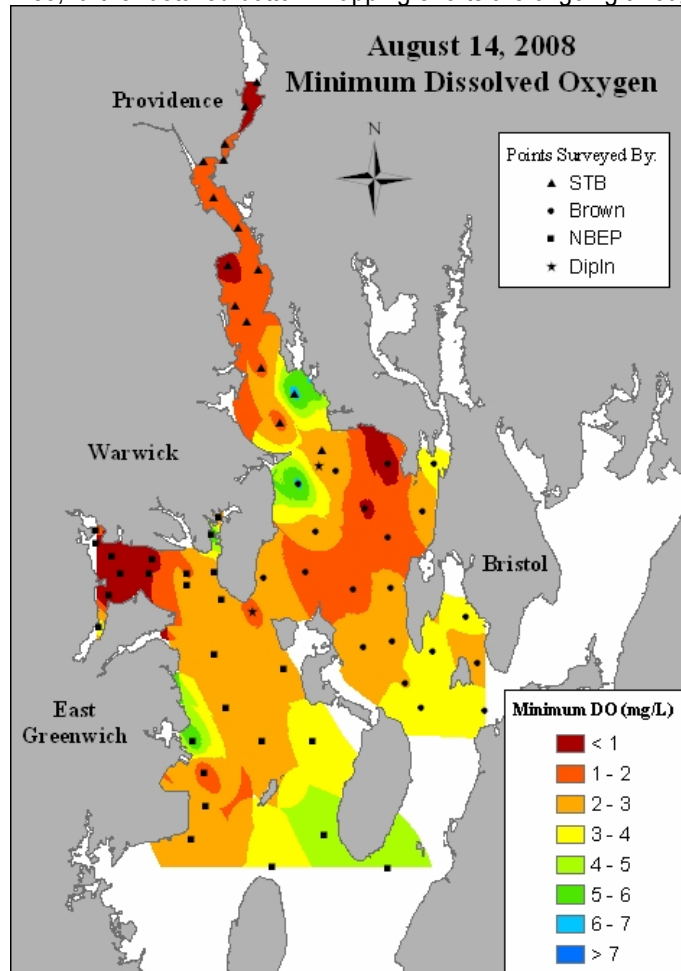 August 14, 2008
Minimum Dissolved Oxygen
Providence
N
Points Surveyed By:
STB
Brown
NBEP
DipIn
Warwick
Bristol
East
Greenwich
Minimum DO (mg/L)
< 1
1 - 2
2 - 3
3 - 4
4 - 5
5 - 6
6 - 7
> 7